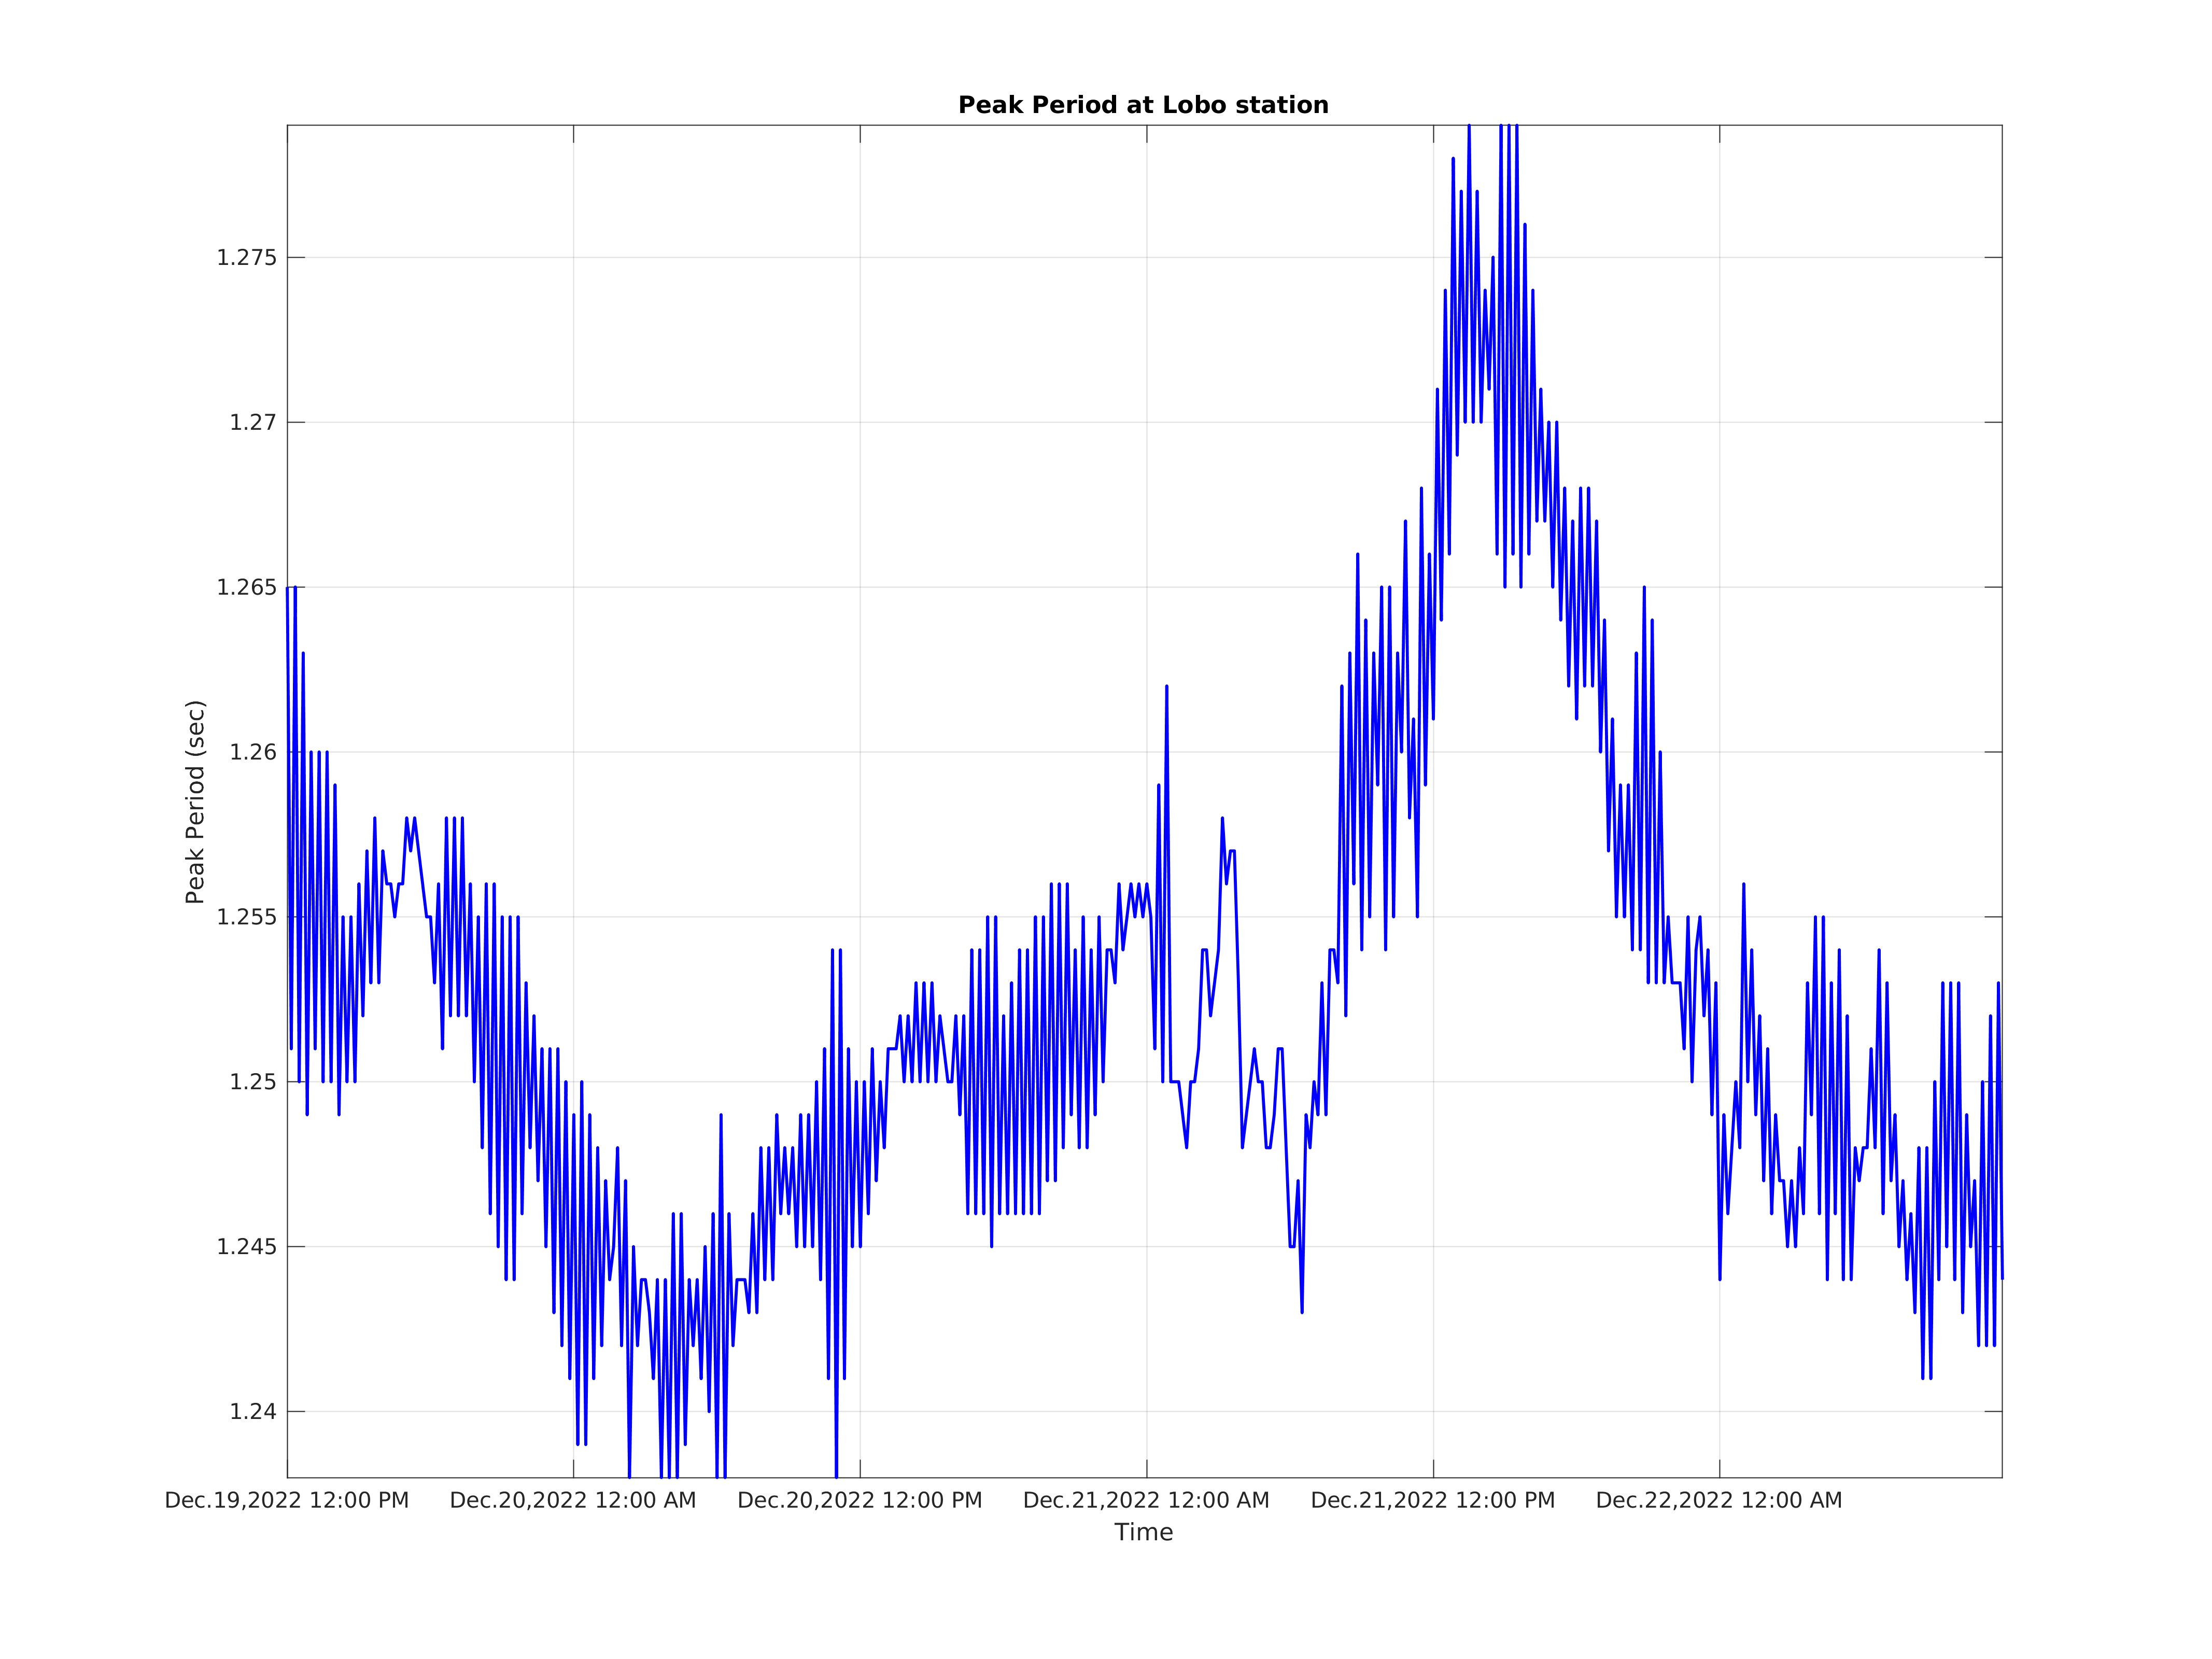 Peak Period at Lobo station
1.275
1.27
1.265
1.26
1.255
1.25
1.245
1.24
Peak Period (sec)
Dec.19,2022 12:00 PM
Dec.20,2022 12:00 AM
Dec.20,2022 12:00 PM
Dec.21,2022 12:00 AM
Dec.21,2022 12:00 PM
Dec.22,2022 12:00 AM
Time